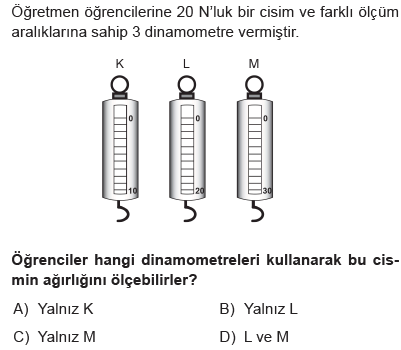 Öğretmen öğrencilerine 20 N'luk bir cisim ve farklı ölçüm
aralıklarına sahip 3 dinamometre vermiştir.
K L M
0 0 0
10 20 30
Öğrenciler hangi dinamometreleri kullanarak bu cis-
min ağırlığını ölçebilirler?
A) Yalnız K B) Yalnız L
C) Yalnız M D) L ve M